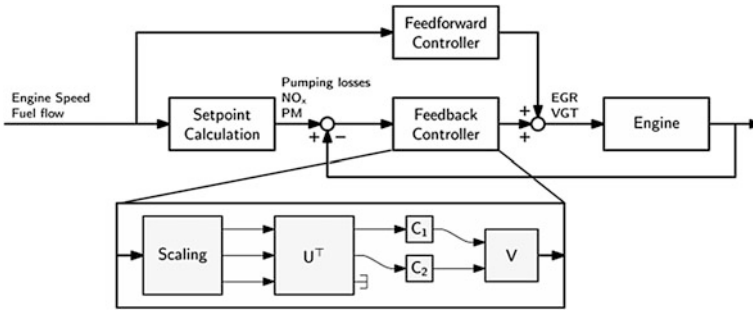 Feedforward
Controller
Engine Speed
Fuel flow
Setpoint
Calculation
Pumping losses
NOₓ
PM
+
−
Feedback
Controller
+
+
EGR
VGT
Engine
Scaling
U⊤
C₁
C₂
V